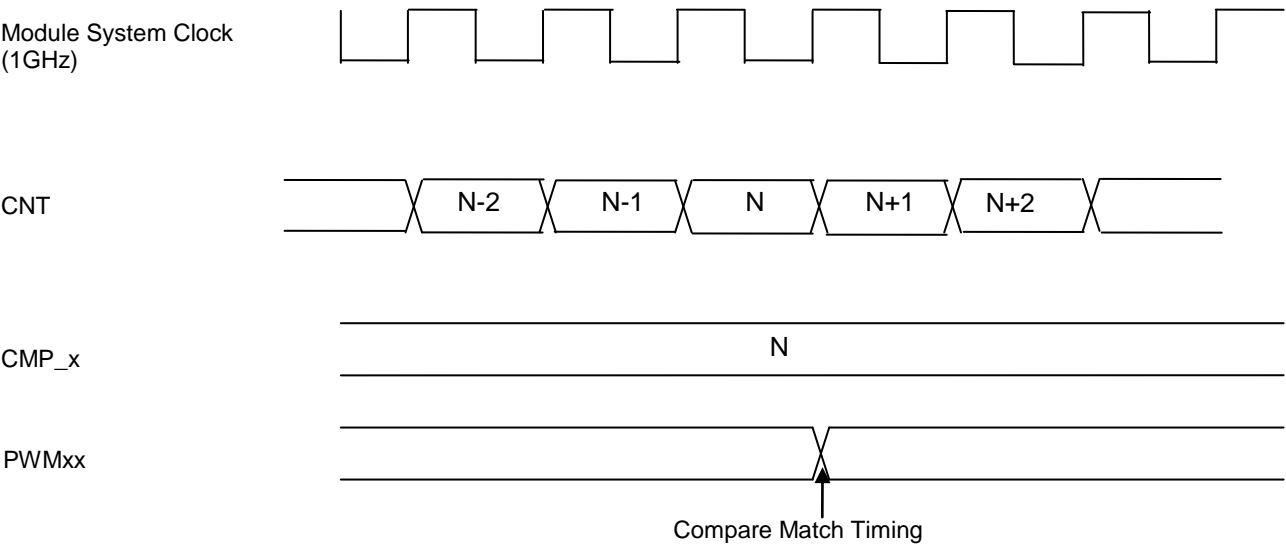 Module System Clock
(1GHz)
CNT
N-2 N-1 N N+1 N+2
CMP_x
N
PWMxx
Compare Match Timing